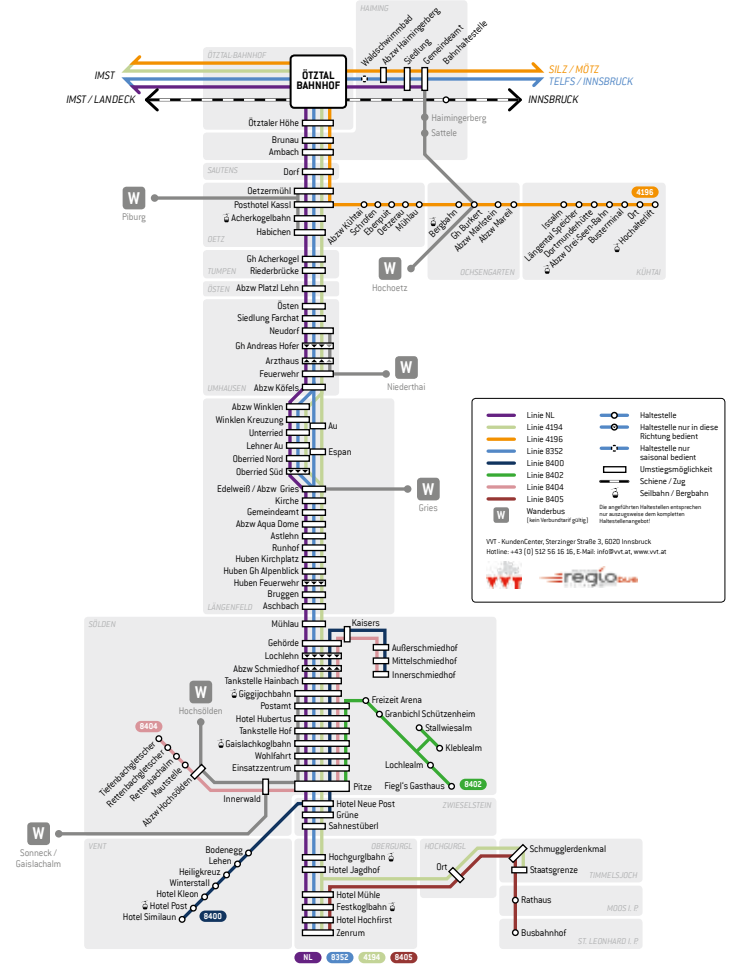 HAIMING
Waldschwimmbad
Abzw Haimingerberg
Siedlung
Gemeindeamt
Bahnhaltestelle
ÖTZTAL-BAHNHOF
ÖTZTAL
BAHNHOF
IMST
SILZ / MÖTZ
TELFS / INNSBRUCK
IMST / LANDECK
INNSBRUCK
Haimingerberg
Sattele
Ötztaler Höhe
Brunau
Ambach
SAUTENS
Dorf
Oetzermühl
Posthotel Kassl
Acherkogelbahn
Habichen
OETZ
W
Piburg
4196
Abzw Kühtai
Schrofen
Ebenpuit
Oetzerau
Mühlau
Bergbahn
Gh Burkert
Abzw Marlstein
Abzw Mareil
Issalm
Längental Speicher
Dortmunderhütte
Abzw Drei-Seen-Bahn
Busterminal
Ort
Hochalterlift
OCHSENGARTEN
KÜHTAI
W
Hochoetz
Gh Acherkogel
TUMPEN
Riederbrücke
ÖSTEN
Abzw Platzl Lehn
Östen
Siedlung Farchat
Neudorf
Gh Andreas Hofer
Arzthaus
Feuerwehr
UMHAUSEN
Abzw Köfels
W
Niederthai
Abzw Winklen
Winklen Kreuzung
Unterried
Lehner Au
Oberried Nord
Oberried Süd
Au
Espan
Edelweiß / Abzw Gries
W
Gries
Kirche
Gemeindeamt
Abzw Aqua Dome
Astlehn
Runhof
Huben Kirchplatz
Huben Gh Alpenblick
Huben Feuerwehr
Bruggen
LÄNGENFELD
Aschbach
Linie NL
Linie 4194
Linie 4196
Linie 8352
Linie 8400
Linie 8402
Linie 8404
Linie 8405
W
Wanderbus
(kein Verbundtarif gültig)
Haltestelle
Haltestelle nur in diese
Richtung bedient
Haltestelle nur
saisonal bedient
Umstiegsmöglichkeit
Schiene / Zug
Seilbahn / Bergbahn
Die angeführten Haltestellen entsprechen
nur auszugsweise dem kompletten
Haltestellenangebot!
VVT - KundenCenter, Sterzinger Straße 3, 6020 Innsbruck
Hotline: +43 (0) 512 56 16 16, E-Mail: info@vvt.at, www.vvt.at
VVT
regiobus
SÖLDEN
Mühlau
Gehörde
Lochlehn
Abzw Schmiedhof
Tankstelle Hainbach
Giggijochbahn
Postamt
Hotel Hubertus
Tankstelle Hof
Gaislachkoglbahn
Wohlfahrt
Einsatzzentrum
Pitze
Kaisers
Außerschmiedhof
Mittelschmiedhof
Innerschmiedhof
Freizeit Arena
Granbichl Schützenheim
Stallwiesalm
Kleblealm
Lochlealm
Fiegl's Gasthaus
8402
W
Hochsölden
8404
Tiefenbachgletscher
Rettenbachgletscher
Rettenbachalm
Mautstelle
Abzw Hochsölden
Innerwald
W
Sonneck /
Gaislachalm
Hotel Neue Post
Grüne
Sahnestüberl
ZWIESELSTEIN
VENT
Bodenegg
Lehen
Heiligkreuz
Winterstall
Hotel Kleon
Hotel Post
Hotel Similaun
8400
OBERGURGL
Hochgurglbahn
Hotel Jagdhof
Hotel Mühle
Festkoglbahn
Hotel Hochfirst
Zenrum
HOCHGURGL
Ort
Schmugglerdenkmal
Staatsgrenze
TIMMELSJOCH
Rathaus
MOOS I. P.
Busbahnhof
ST. LEONHARD I. P.
NL
8352
4194
8405